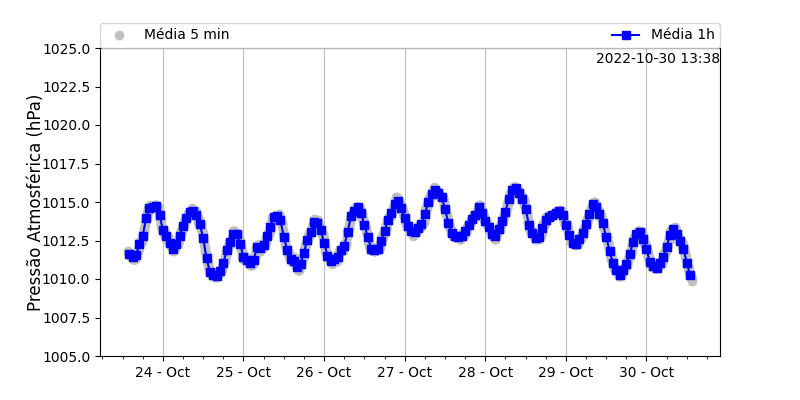 Média 5 min
Média 1h
2022-10-30 13:38
Pressão Atmosférica (hPa)
1025.0
1022.5
1020.0
1017.5
1015.0
1012.5
1010.0
1007.5
1005.0
24 - Oct 25 - Oct 26 - Oct 27 - Oct 28 - Oct 29 - Oct 30 - Oct